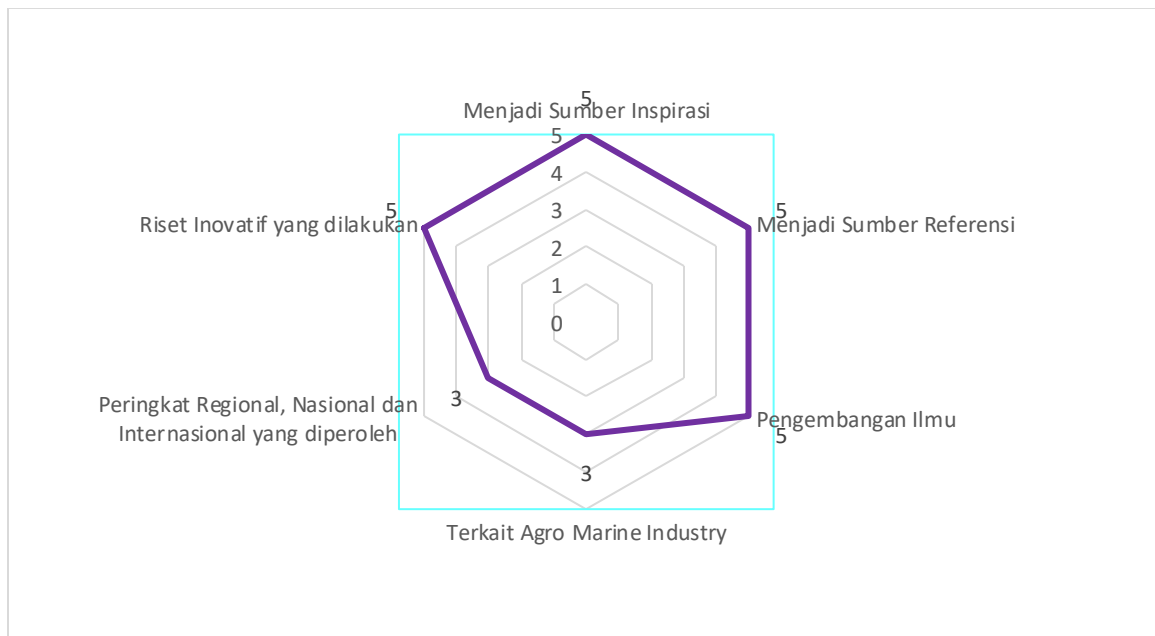 5
Menjadi Sumber Inspirasi
5
4
3
2
1
0
5
Menjadi Sumber Referensi
Pengembangan Ilmu
5
3
Terkait Agro Marine Industry
3
Peringkat Regional, Nasional dan
Internasional yang diperoleh
5
Riset Inovatif yang dilakukan